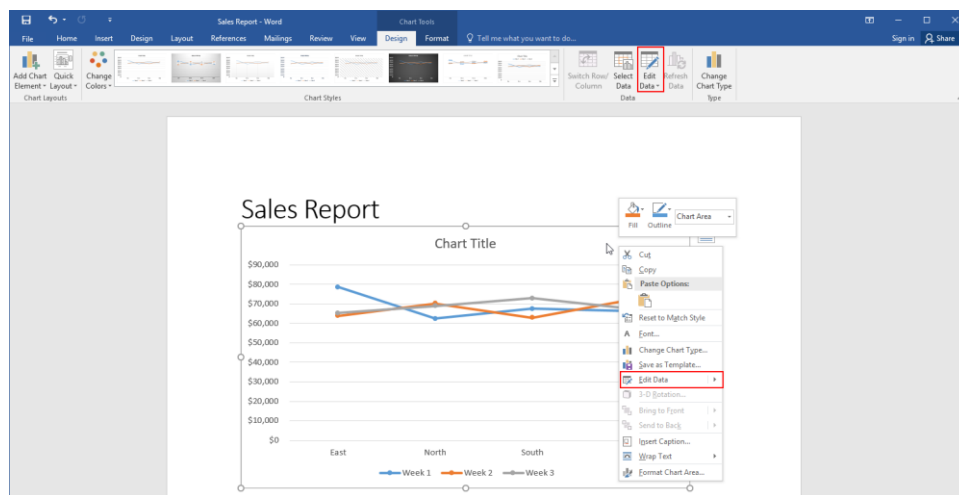 Sales Report - Word
Chart Tools
File Home Insert Design Layout References Mailings Review View Design Format Tell me what you want to do... Sign in Share
Add Chart Element Quick Layout Change Colors Switch Row/ Column Select Data Edit Data Refresh Data Change Chart Type
Chart Layouts Chart Styles Data Type
Sales Report
Fill Outline Chart Area
Chart Title
$90,000
$80,000
$70,000
$60,000
$50,000
$40,000
$30,000
$20,000
$10,000
$0
East North South
Week 1 Week 2 Week 3
Cut
Copy
Paste Options:
Reset to Match Style
A Font...
Change Chart Type...
Save as Template...
Edit Data
3-D Rotation...
Bring to Front
Send to Back
Insert Caption...
Wrap Text
Format Chart Area...